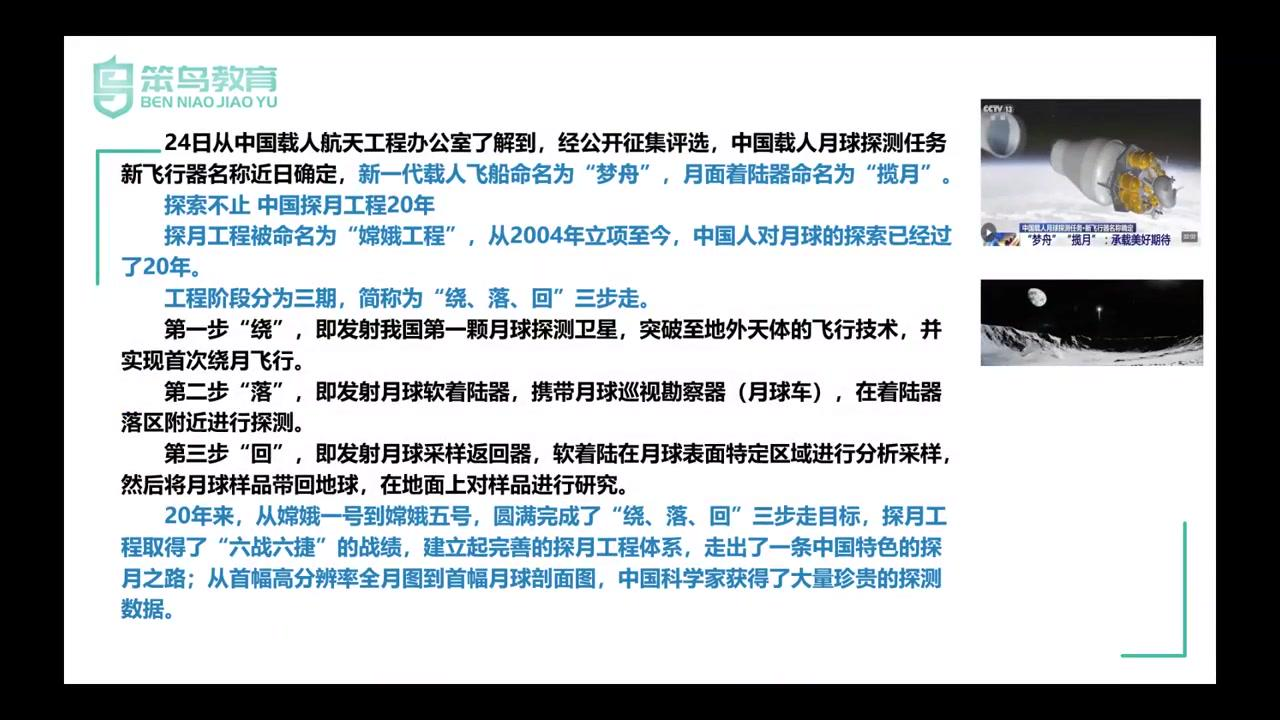 笨鸟教育
BEN NIAO JIAO YU
24日从中国载人航天工程办公室了解到，经公开征集评选，中国载人月球探测任务
新飞行器名称近日确定，新一代载人飞船命名为“梦舟”，月面着陆器命名为“揽月”。
探索不止 中国探月工程20年
探月工程被命名为“嫦娥工程”，从2004年立项至今，中国人对月球的探索已经过
了20年。
工程阶段分为三期，简称为“绕、落、回”三步走。
第一步“绕”，即发射我国第一颗月球探测卫星，突破至地外天体的飞行技术，并
实现首次绕月飞行。
第二步“落”，即发射月球软着陆器，携带月球巡视勘察器（月球车），在着陆器
落区附近进行探测。
第三步“回”，即发射月球采样返回器，软着陆在月球表面特定区域进行分析采样，
然后将月球样品带回地球，在地面上对样品进行研究。
20年来，从嫦娥一号到嫦娥五号，圆满完成了“绕、落、回”三步走目标，探月工
程取得了“六战六捷”的战绩，建立起完善的探月工程体系，走出了一条中国特色的探
月之路；从首幅高分辨率全月图到首幅月球剖面图，中国科学家获得了大量珍贵的探测
数据。
CCTV 13
中国载人月球探测任务新飞行器名称确定
“梦舟”“揽月”：承载美好期待